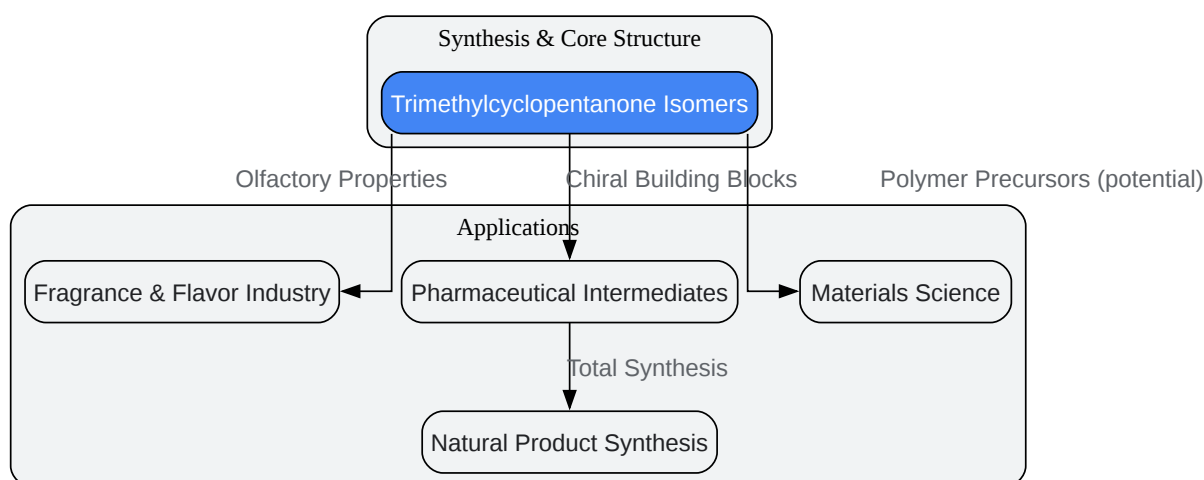 Synthesis & Core Structure
Trimethylcyclopentanone Isomers
Olfactory Properties
Chiral Building Blocks
Polymer Precursors (potential)
Applications
Fragrance & Flavor Industry
Pharmaceutical Intermediates
Materials Science
Total Synthesis
Natural Product Synthesis